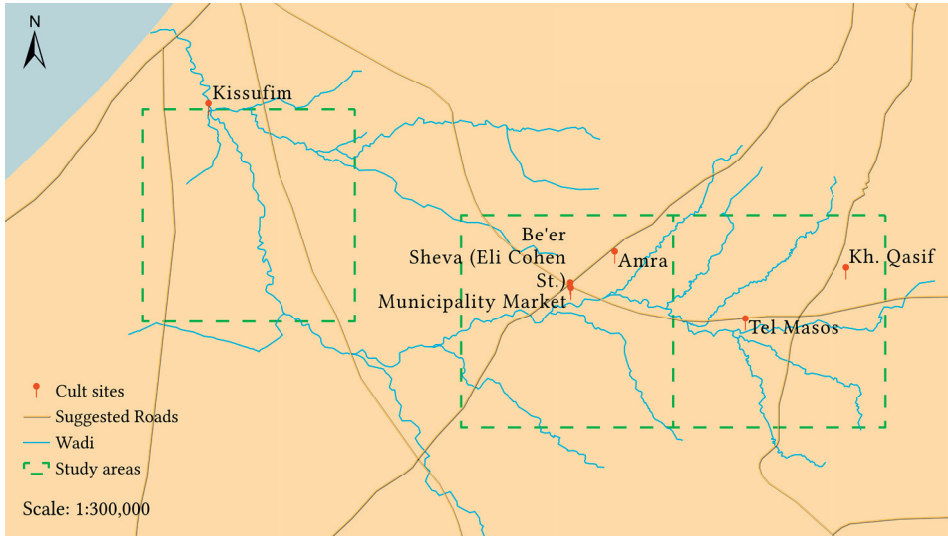 N
Kissufim
Be'er
Sheva (Eli Cohen
St.)
Municipality Market
Amra
Kh. Qasif
Tel Masos
Cult sites
Suggested Roads
Wadi
Study areas
Scale: 1:300,000